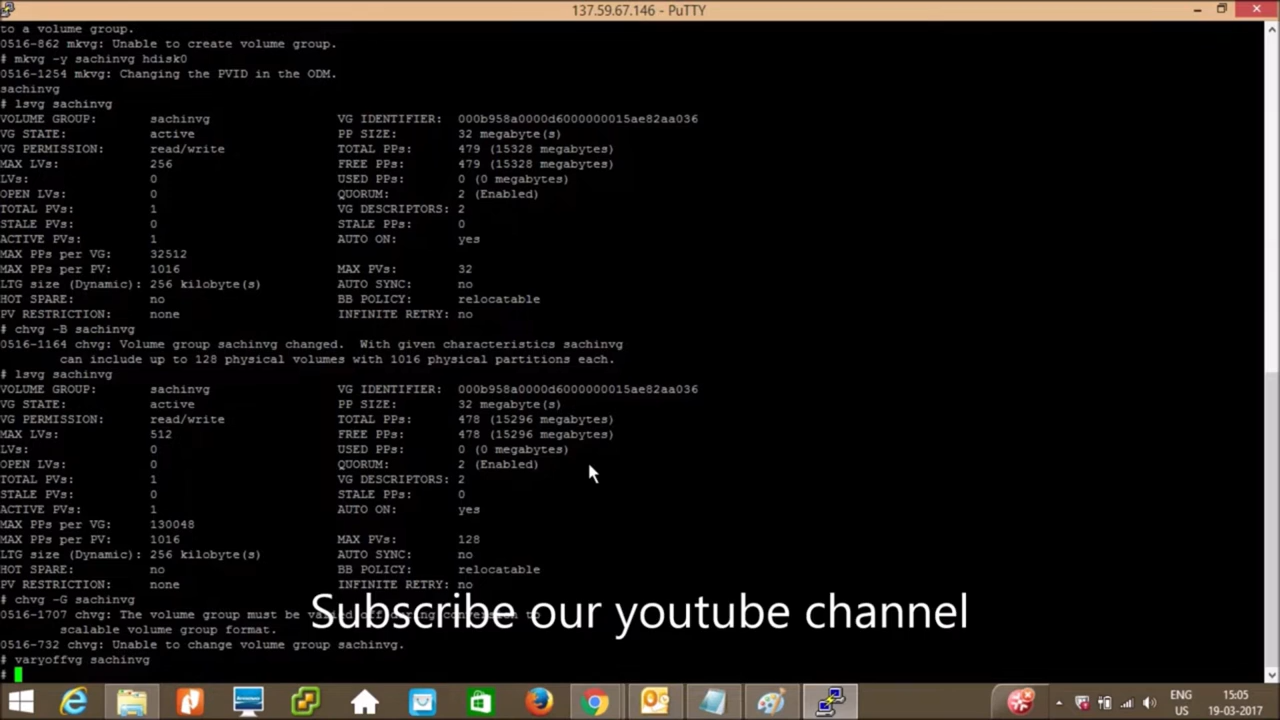 137.59.67.146 - PuTTY
to a volume group.
0516-862 mkvg: Unable to create volume group.
# mkvg -y sachinvg hdisk0
0516-1254 mkvg: Changing the PVID in the ODM.
sachinvg
# lsvg sachinvg
VOLUME GROUP: sachinvg VG IDENTIFIER: 000b958a0000d6000000015ae82aa036
VG STATE: active PP SIZE: 32 megabyte(s)
VG PERMISSION: read/write TOTAL PPs: 479 (15328 megabytes)
MAX LVs: 256 FREE PPs: 479 (15328 megabytes)
LVs: 0 USED PPs: 0 (0 megabytes)
OPEN LVs: 0 QUORUM: 2 (Enabled)
TOTAL PVs: 1 VG DESCRIPTORS: 2
STALE PVs: 0 STALE PPs: 0
ACTIVE PVs: 1 AUTO ON: yes
MAX PPs per VG: 32512
MAX PPs per PV: 1016 MAX PVs: 32
LTG size (Dynamic): 256 kilobyte(s) AUTO SYNC: no
HOT SPARE: no BB POLICY: relocatable
PV RESTRICTION: none INFINITE RETRY: no
# chvg -B sachinvg
0516-1164 chvg: Volume group sachinvg changed. With given characteristics sachinvg
can include up to 128 physical volumes with 1016 physical partitions each.
# lsvg sachinvg
VOLUME GROUP: sachinvg VG IDENTIFIER: 000b958a0000d6000000015ae82aa036
VG STATE: active PP SIZE: 32 megabyte(s)
VG PERMISSION: read/write TOTAL PPs: 478 (15296 megabytes)
MAX LVs: 512 FREE PPs: 478 (15296 megabytes)
LVs: 0 USED PPs: 0 (0 megabytes)
OPEN LVs: 0 QUORUM: 2 (Enabled)
TOTAL PVs: 1 VG DESCRIPTORS: 2
STALE PVs: 0 STALE PPs: 0
ACTIVE PVs: 1 AUTO ON: yes
MAX PPs per VG: 130048
MAX PPs per PV: 1016 MAX PVs: 128
LTG size (Dynamic): 256 kilobyte(s) AUTO SYNC: no
HOT SPARE: no BB POLICY: relocatable
PV RESTRICTION: none INFINITE RETRY: no
# chvg -G sachinvg
0516-1707 chvg: The volume group must be to
scalable volume group format.
0516-732 chvg: Unable to change volume group sachinvg.
# varyoffvg sachinvg
#
Subscribe our youtube channel
ENG 15:05
US 19-03-2017